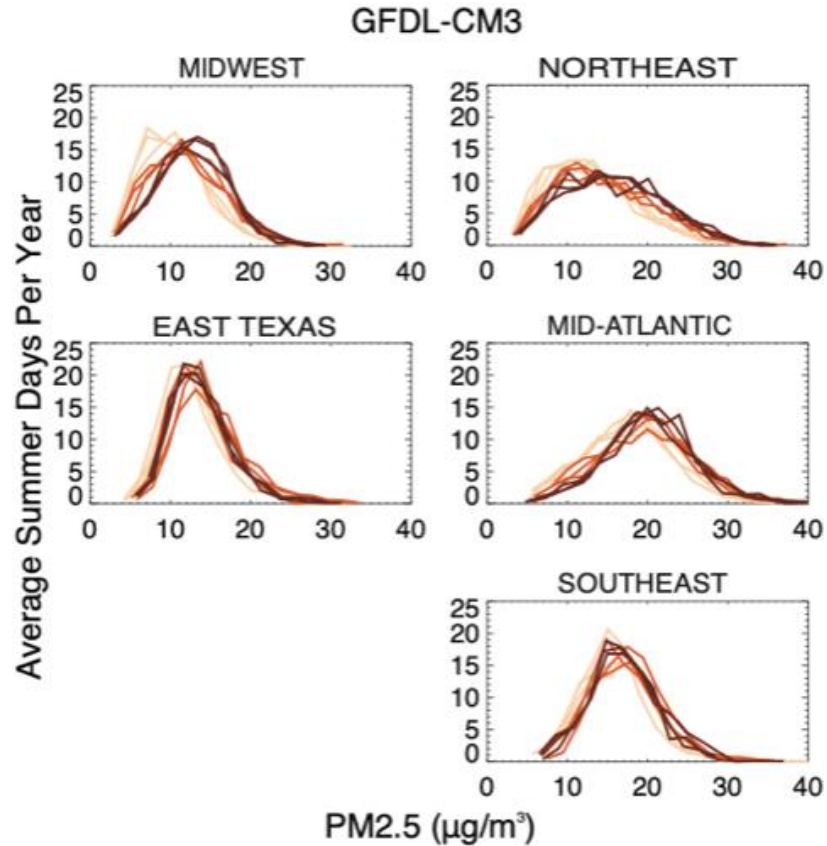 GFDL-CM3
MIDWEST
NORTHEAST
25
20
15
10
5
0
0 10 20 30 40
25
20
15
10
5
0
0 10 20 30 40
EAST TEXAS
MID-ATLANTIC
25
20
15
10
5
0
0 10 20 30 40
25
20
15
10
5
0
0 10 20 30 40
SOUTHEAST
25
20
15
10
5
0
0 10 20 30 40
Average Summer Days Per Year
PM2.5 (µg/m³)